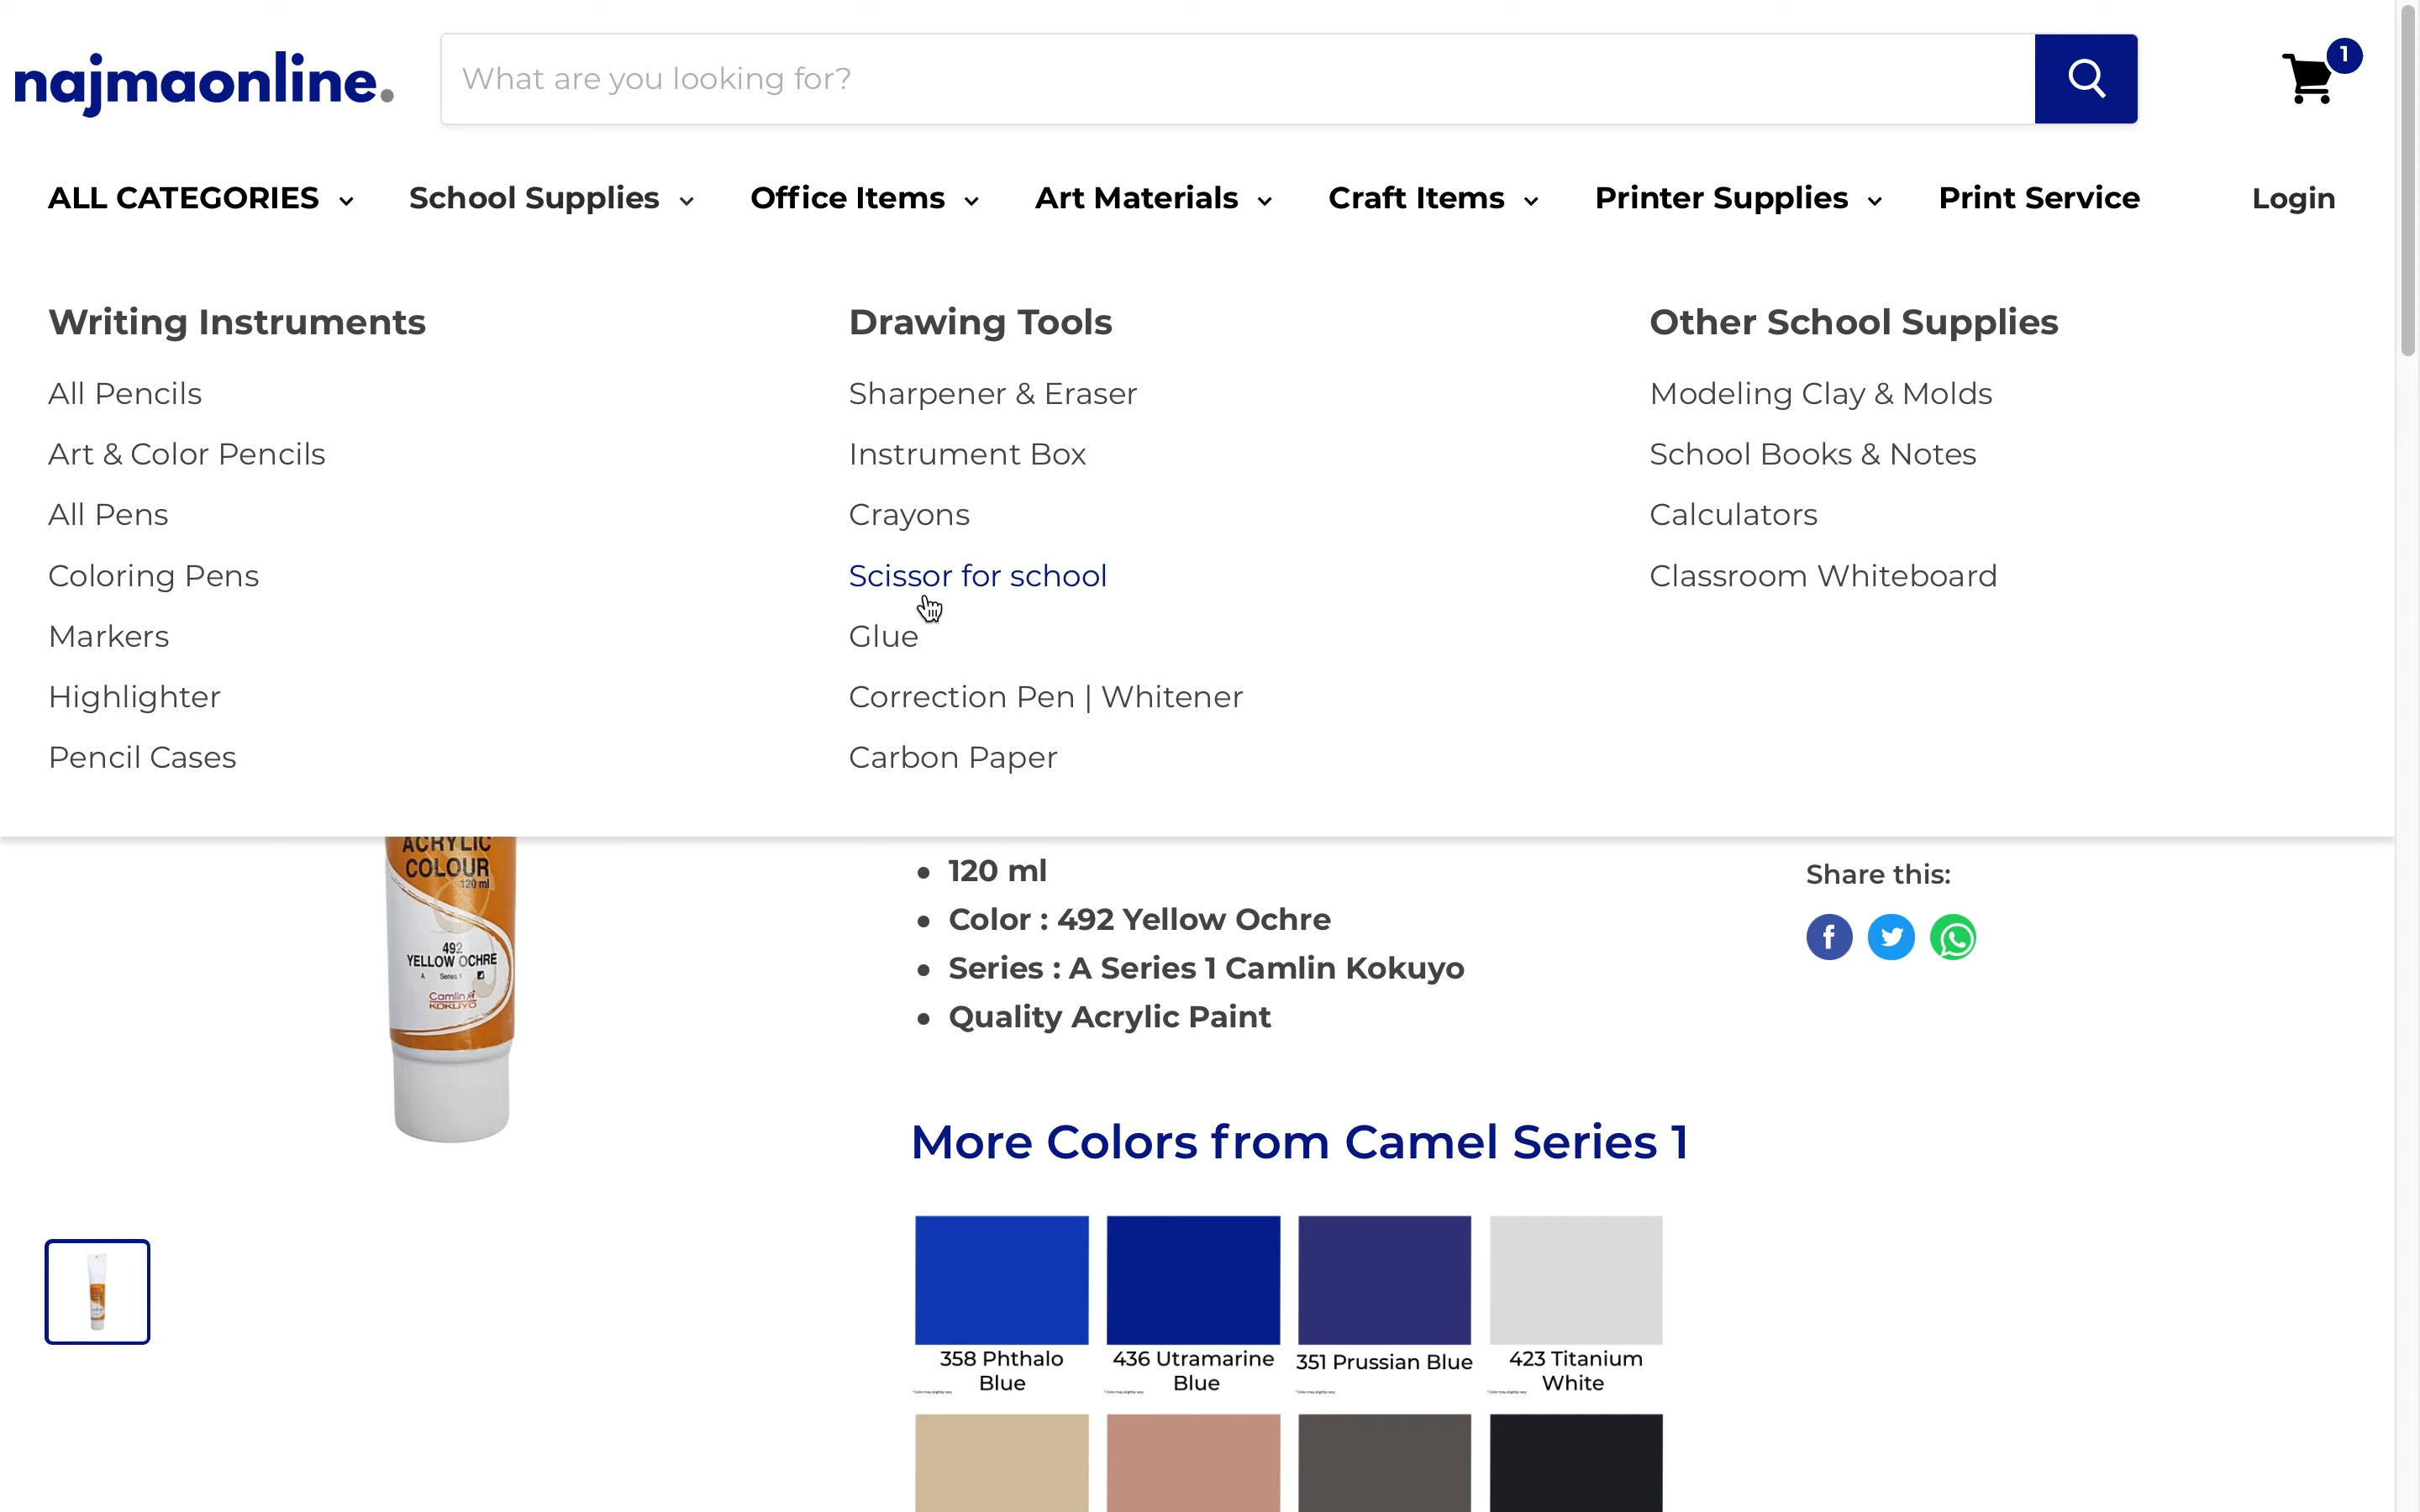 najmaonline.
What are you looking for?
1
ALL CATEGORIES
School Supplies
Office Items
Art Materials
Craft Items
Printer Supplies
Print Service
Login
Writing Instruments
All Pencils
Art & Color Pencils
All Pens
Coloring Pens
Markers
Highlighter
Pencil Cases
Drawing Tools
Sharpener & Eraser
Instrument Box
Crayons
Scissor for school
Glue
Correction Pen | Whitener
Carbon Paper
Other School Supplies
Modeling Clay & Molds
School Books & Notes
Calculators
Classroom Whiteboard
ACRYLIC
COLOUR
120 ml
492
YELLOW OCHRE
A Series 1
Camlin
KOKUYO
120 ml
Color : 492 Yellow Ochre
Series : A Series 1 Camlin Kokuyo
Quality Acrylic Paint
Share this:
More Colors from Camel Series 1
358 Phthalo
Blue
436 Utramarine
Blue
351 Prussian Blue
423 Titanium
White